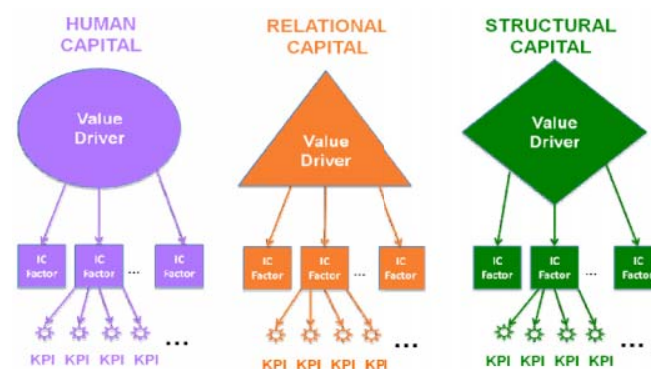 HUMAN
CAPITAL
Value
Driver
IC
Factor
IC
Factor
...
IC
Factor
KPI KPI KPI KPI ...
RELATIONAL
CAPITAL
Value
Driver
IC
Factor
IC
Factor
...
IC
Factor
KPI KPI KPI KPI ...
STRUCTURAL
CAPITAL
Value
Driver
IC
Factor
IC
Factor
...
IC
Factor
KPI KPI KPI KPI ...